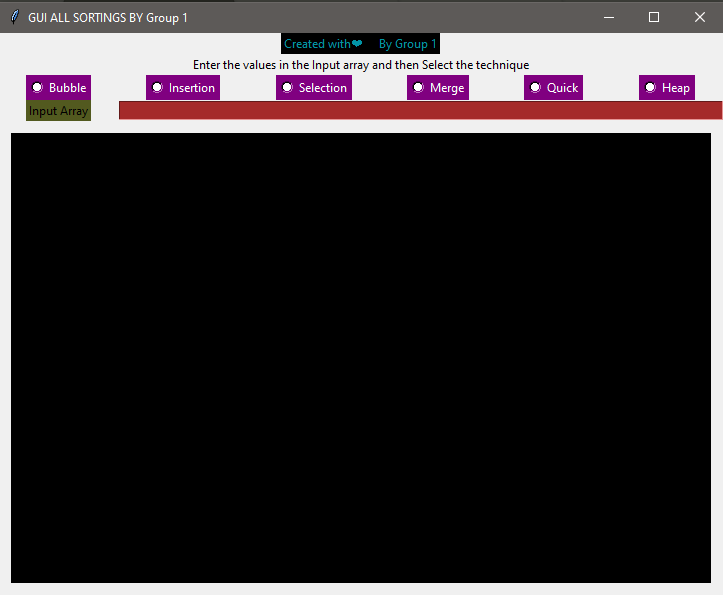 GUI ALL SORTINGS BY Group 1
Created with❤ By Group 1
Enter the values in the Input array and then Select the technique
Bubble Insertion Selection Merge Quick Heap
Input Array